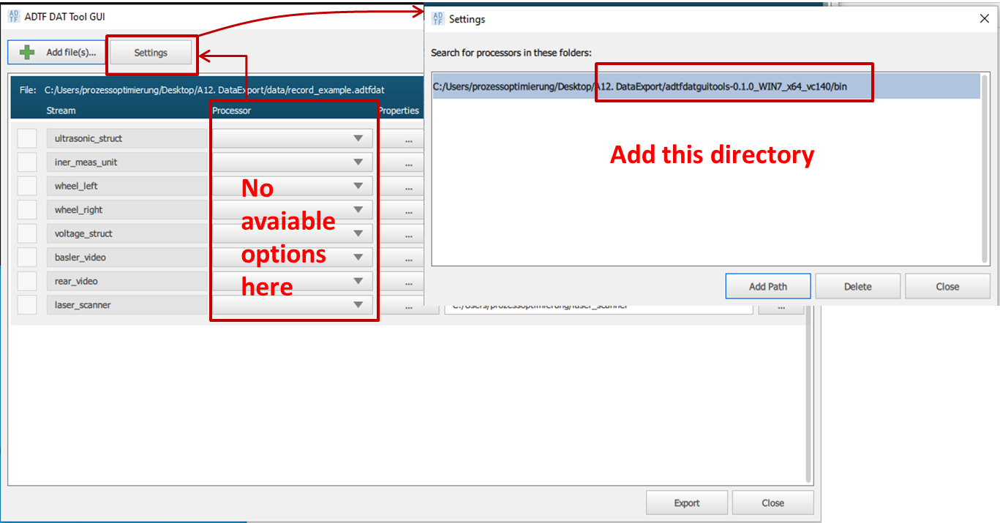 ADTF DAT Tool GUI
Add file(s)... Settings
File: C:/Users/prozessoptimierung/Desktop/A12. DataExport/data/record_example.adtfdat
Stream Processor Properties
ultrasonic_struct ...
iner_meas_unit ...
wheel_left ...
wheel_right ...
voltage_struct ...
basler_video ...
rear_video ...
laser_scanner ... C:/Users/prozessoptimierung/laser_scanner ...
No
avaiable
options
here
Export Close
AD
TF
Settings
Search for processors in these folders:
C:/Users/prozessoptimierung/Desktop/A12. DataExport/adtfdatguitools-0.1.0_WIN7_x64_vc140/bin
Add this directory
Add Path Delete Close